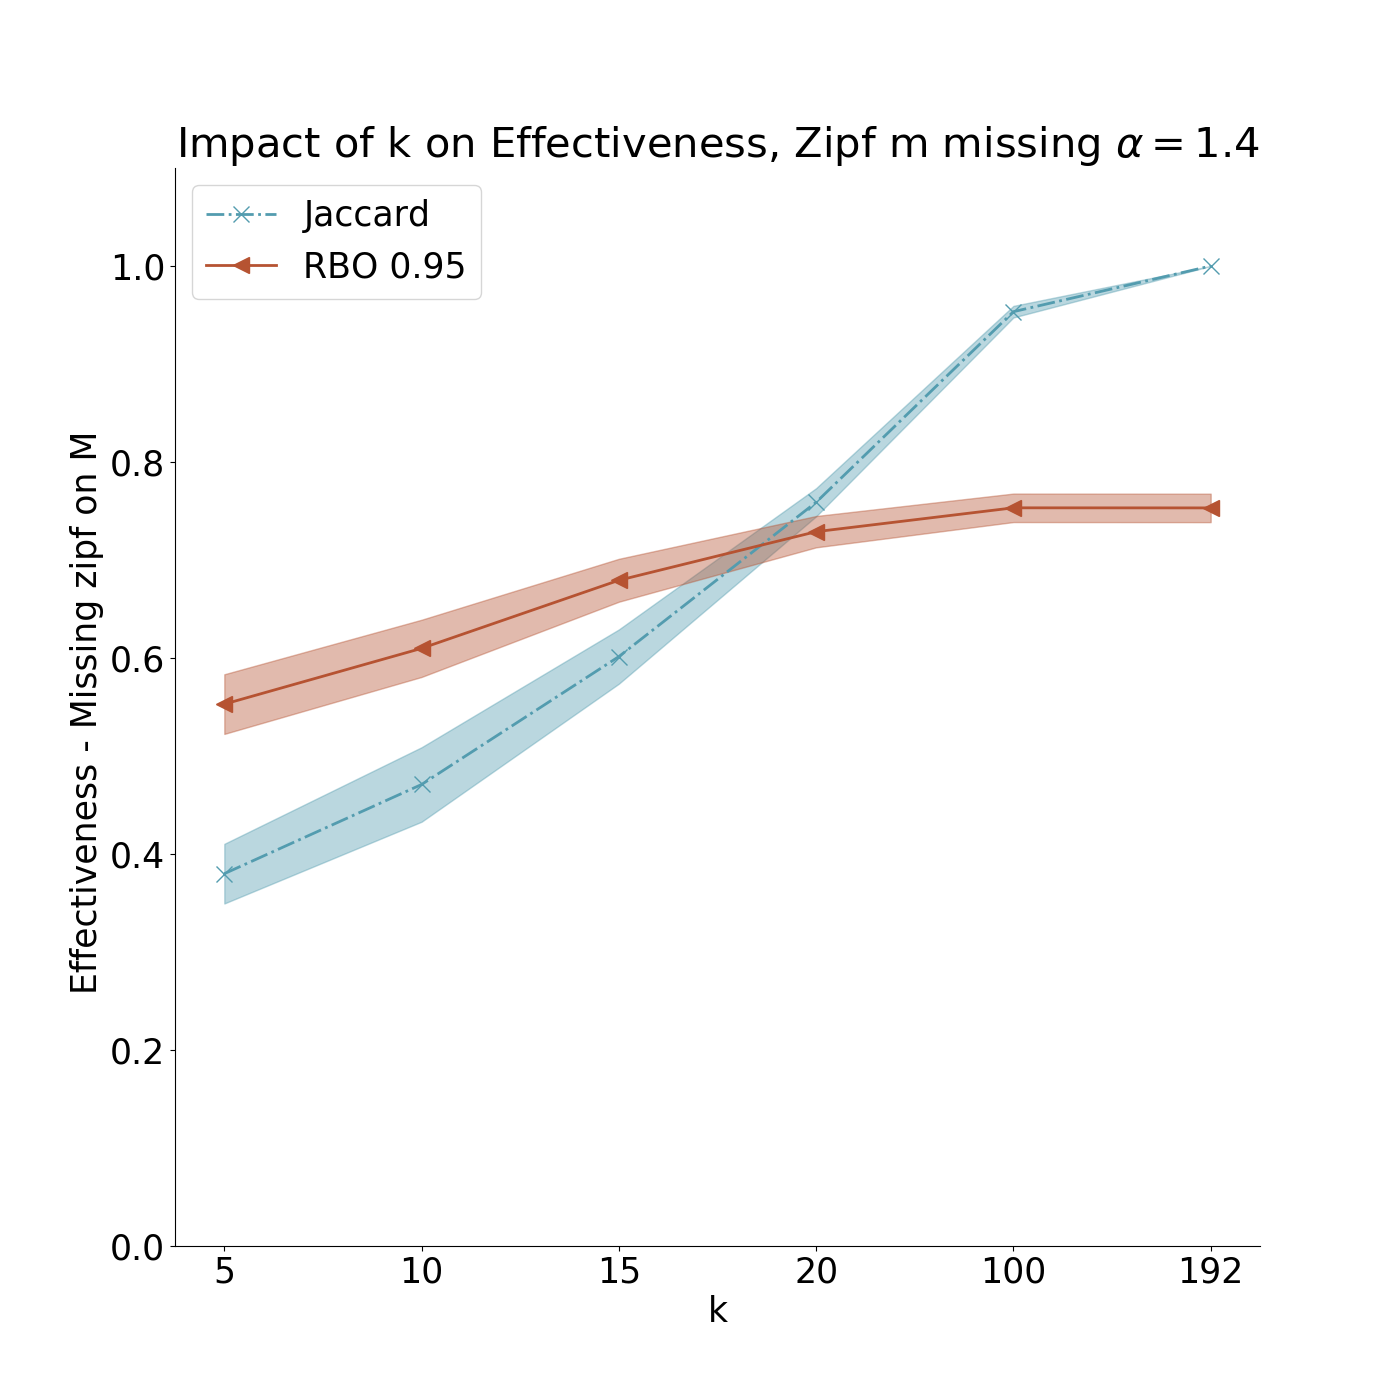 Impact of k on Effectiveness, Zipf m missing α = 1.4
Jaccard
RBO 0.95
Effectiveness - Missing zipf on M
1.0
0.8
0.6
0.4
0.2
0.0
5 10 15 20 100 192
k